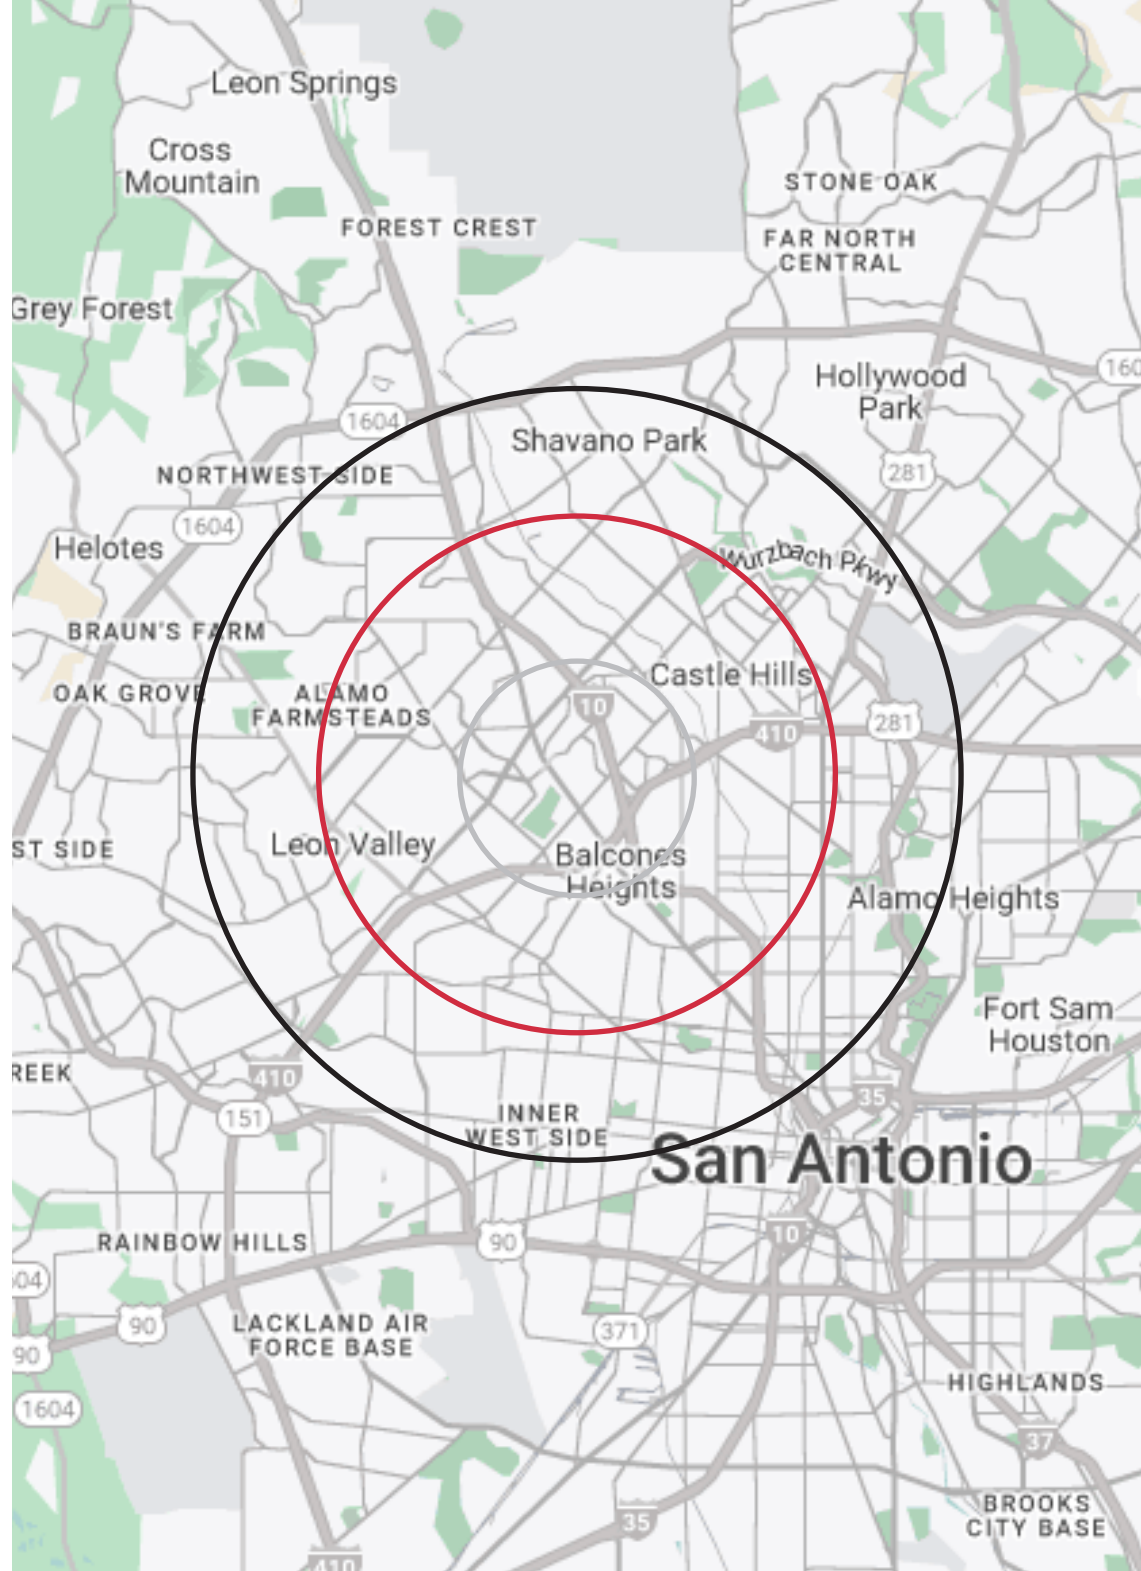 Leon Springs
Cross
Mountain
STONE OAK
FOREST CREST
FAR NORTH
CENTRAL
Grey Forest
160
Hollywood
Park
1604
Shavano Park
281
NORTHWEST SIDE
1604
Helotes
Wurzbach Pkwy
BRAUN'S FARM
Castle Hills
OAK GROVE
ALAMO
FARMSTEADS
10
281
410
ST SIDE
Leon Valley
Balcones
Heights
Alamo Heights
Fort Sam
Houston
REEK
410
35
151
INNER
WEST SIDE
San Antonio
10
RAINBOW HILLS
90
04
90
LACKLAND AIR
FORCE BASE
371
90
HIGHLANDS
1604
37
BROOKS
CITY BASE
35
410